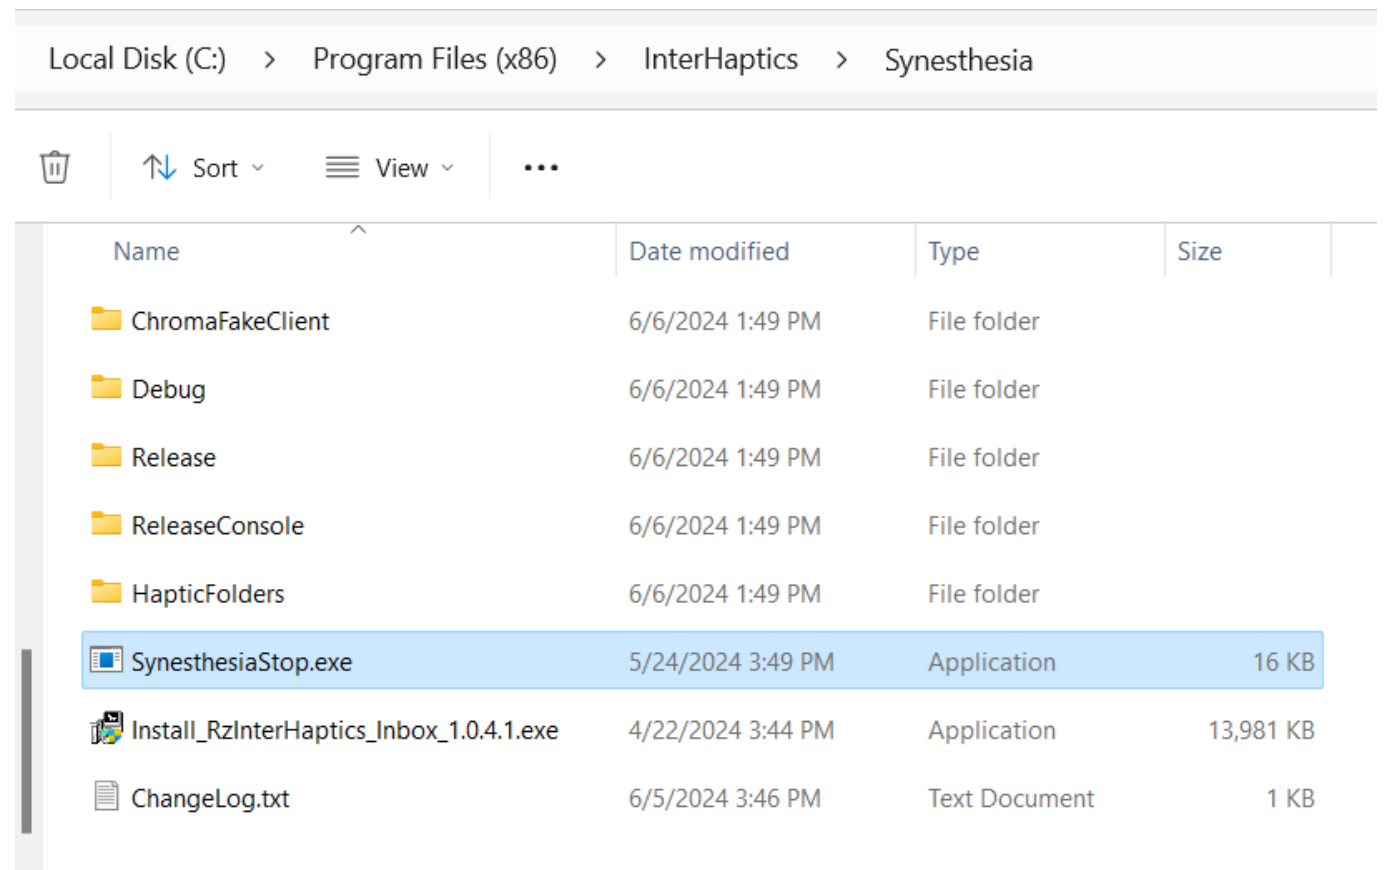 Local Disk (C:) > Program Files (x86) > InterHaptics > Synesthesia
Sort View •••
Name Date modified Type Size
ChromaFakeClient 6/6/2024 1:49 PM File folder
Debug 6/6/2024 1:49 PM File folder
Release 6/6/2024 1:49 PM File folder
ReleaseConsole 6/6/2024 1:49 PM File folder
HapticFolders 6/6/2024 1:49 PM File folder
SynesthesiaStop.exe 5/24/2024 3:49 PM Application 16 KB
Install_RzInterHaptics_Inbox_1.0.4.1.exe 4/22/2024 3:44 PM Application 13,981 KB
ChangeLog.txt 6/5/2024 3:46 PM Text Document 1 KB